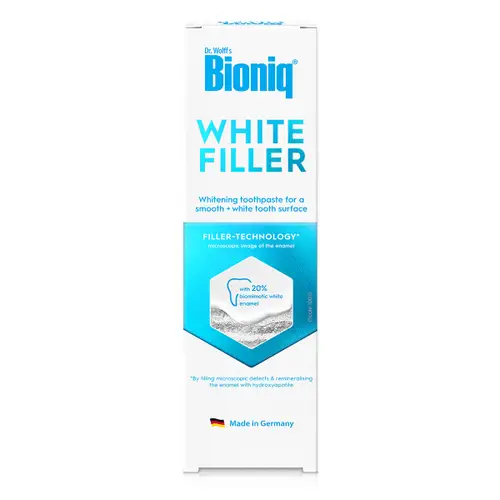 Dr. Wolff's
Bioniq®
WHITE
FILLER
Whitening toothpaste for a
smooth + white tooth surface
FILLER-TECHNOLOGY*
microscopic image of the enamel
with 20%
biomimetic white
enamel
*By filling microscopic defects & remineralising
the enamel with hydroxyapatite
Made in Germany